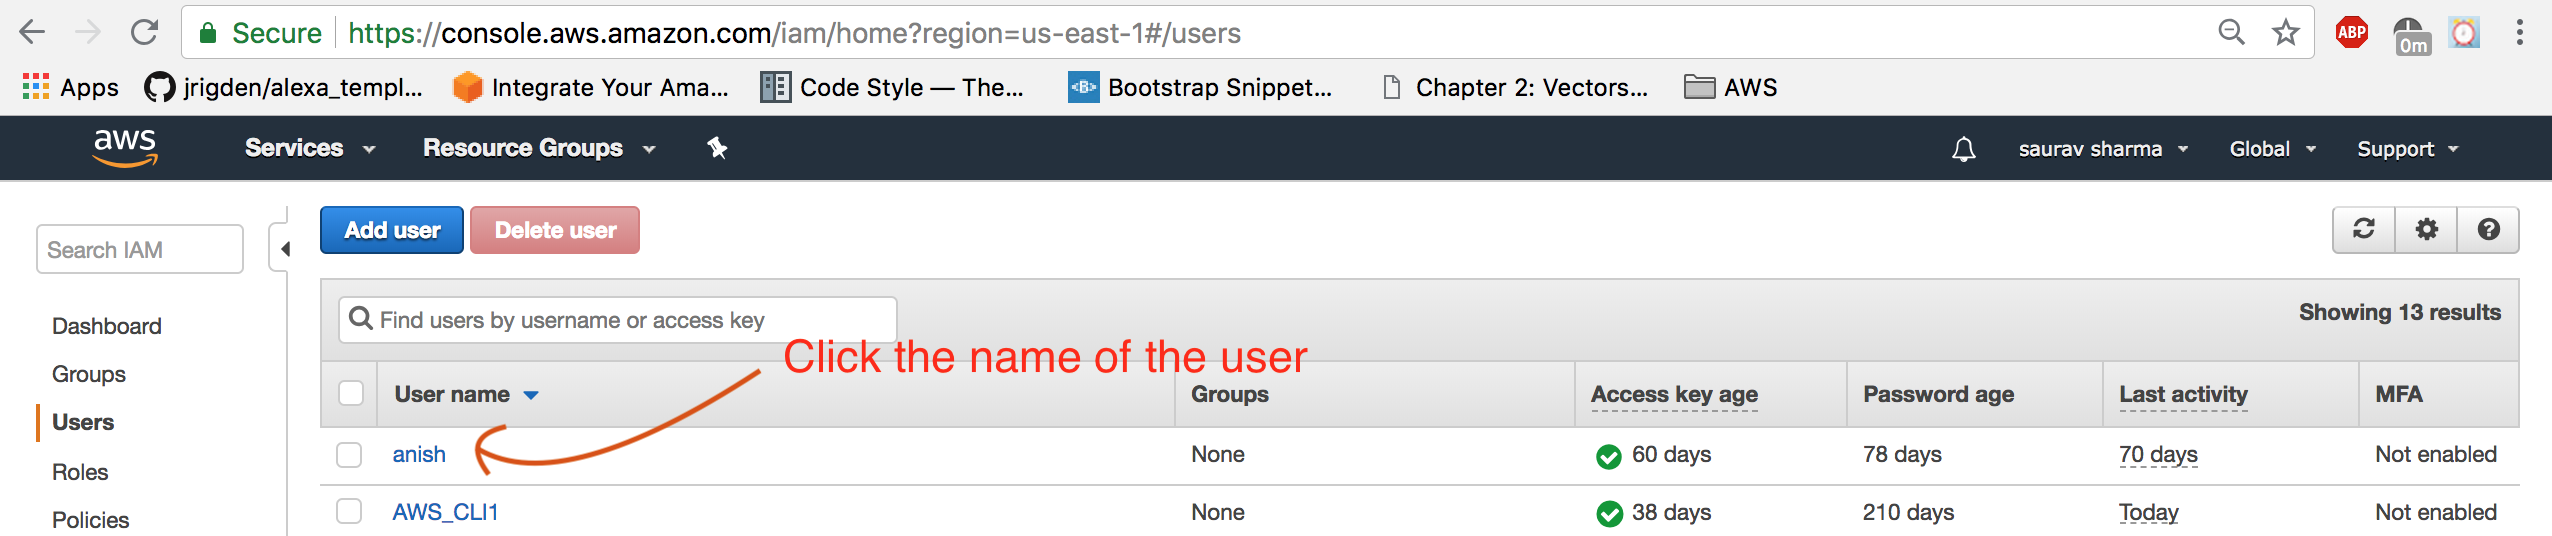 Secure https://console.aws.amazon.com/iam/home?region=us-east-1#/users ABP 0m
Apps jrigden/alexa_templ... Integrate Your Ama... Code Style — The... Bootstrap Snippet... Chapter 2: Vectors... AWS
aws Services Resource Groups saurav sharma Global Support
Search IAM
Dashboard
Groups
Users
Roles
Policies
Add user Delete user
Find users by username or access key Showing 13 results
Click the name of the user
User name Groups Access key age Password age Last activity MFA
anish None 60 days 78 days 70 days Not enabled
AWS_CLI1 None 38 days 210 days Today Not enabled